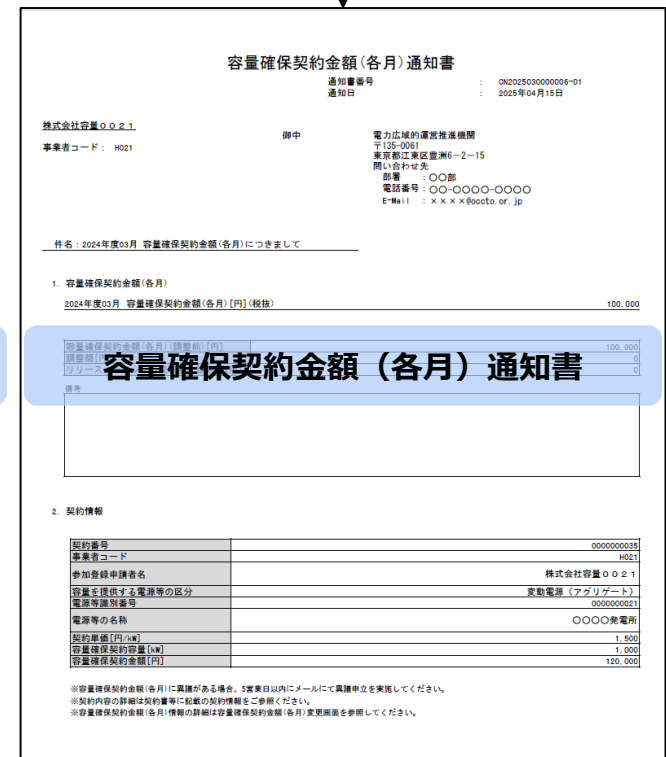 容量確保契約金額(各月)通知書
通知書番号 : ON2025030000006-01
通知日 : 2025年04月15日
株式会社容量００２１ 御中
事業者コード： H021
電力広域的運営推進機関
〒135-0061
東京都江東区豊洲6－2－15
問い合わせ先
部署 ：〇〇部
電話番号：〇〇-〇〇〇〇-〇〇〇〇
E-Mail ：××××@occto.or.jp
件名：2024年度03月 容量確保契約金額(各月)につきまして
1. 容量確保契約金額(各月)
2024年度03月 容量確保契約金額(各月)[円](税抜) 100,000
容量確保契約金額(各月)(調整前)[円] 100,000
調整額[円] 0
リリース 0
容量確保契約金額（各月）通知書
備考
2. 契約情報
契約番号 0000000035
事業者コード H021
参加登録申請者名 株式会社容量００２１
容量を提供する電源等の区分 変動電源（アグリゲート）
電源等識別番号 0000000021
電源等の名称 〇〇〇〇発電所
契約単価[円/kW] 1,500
容量確保契約容量[kW] 1,000
容量確保契約金額[円] 120,000
※容量確保契約金額(各月)に異議がある場合、5営業日以内にメールにて異議申立を実施してください。
※契約内容の詳細は契約書等に記載の契約情報をご参照ください。
※容量確保契約金額(各月)情報の詳細は容量確保契約金額(各月)変更画面を参照してください。